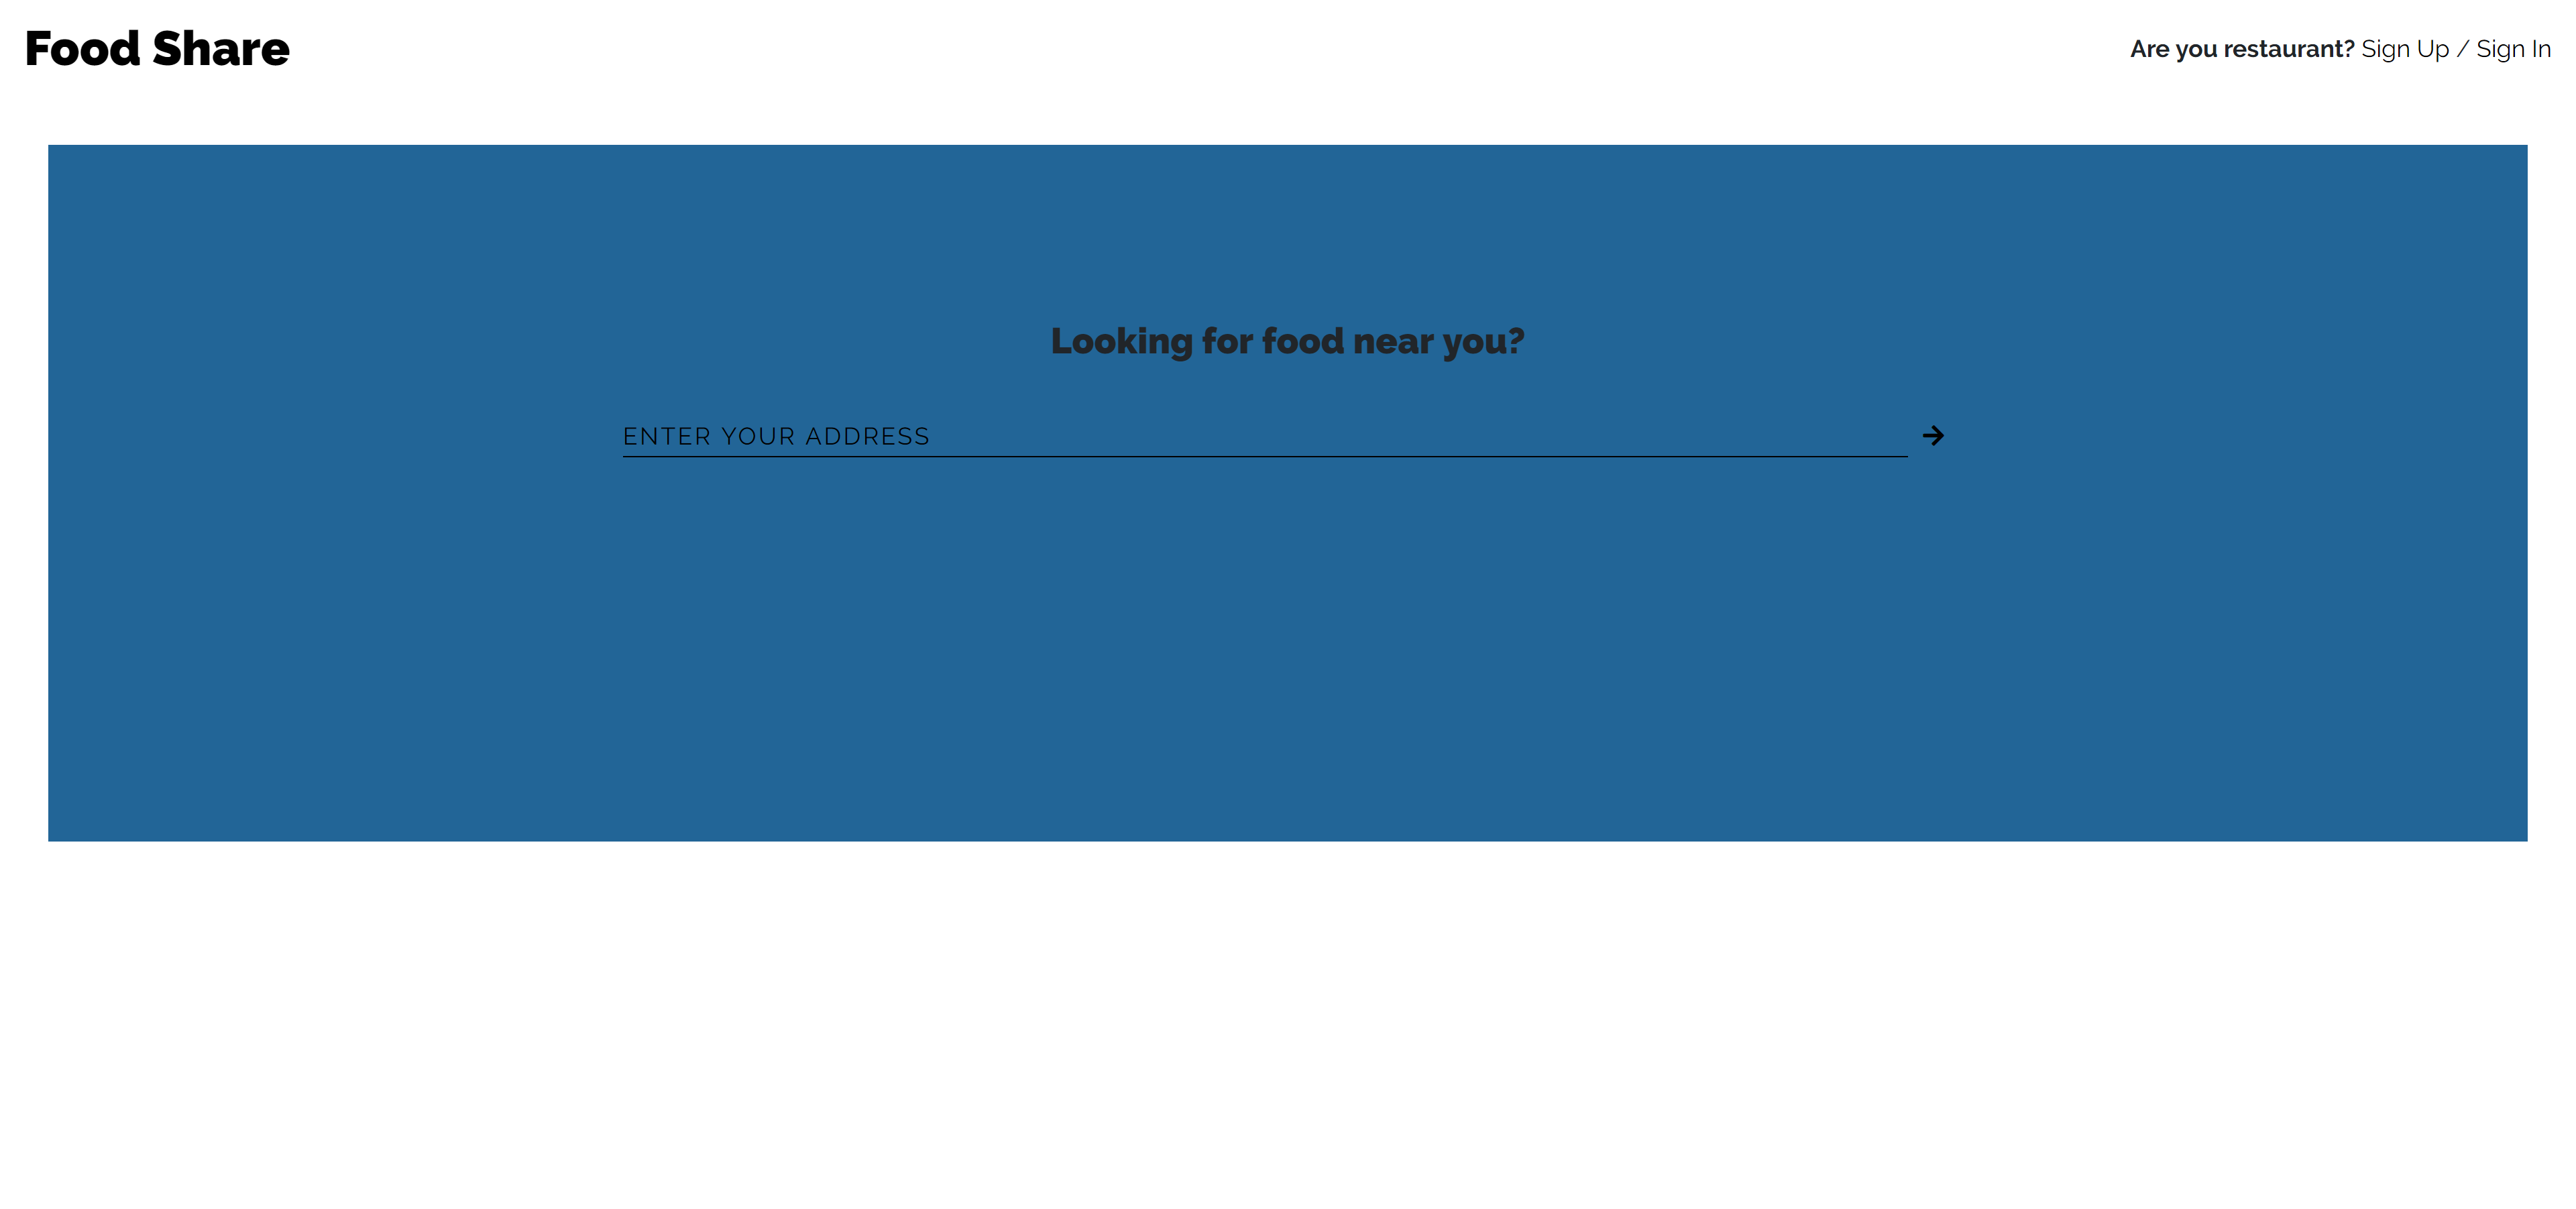 Food Share
Are you restaurant? Sign Up / Sign In
Looking for food near you?
ENTER YOUR ADDRESS